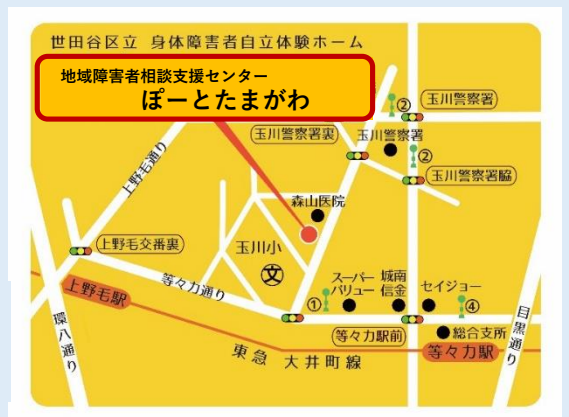 世田谷区立 身体障害者自立体験ホーム
地域障害者相談支援センター
ぽーとたまがわ
②
玉川警察署
玉川警察署裏
玉川警察署
②
玉川警察署脇
上野毛通り
森山医院
上野毛交番裏
玉川小
文
等々力通り
スーパー
バリュー
城南
信金
セイジョー
上野毛駅
①
④
環八通り
等々力駅前
総合支所
目黒通り
東急 大井町線
等々力駅